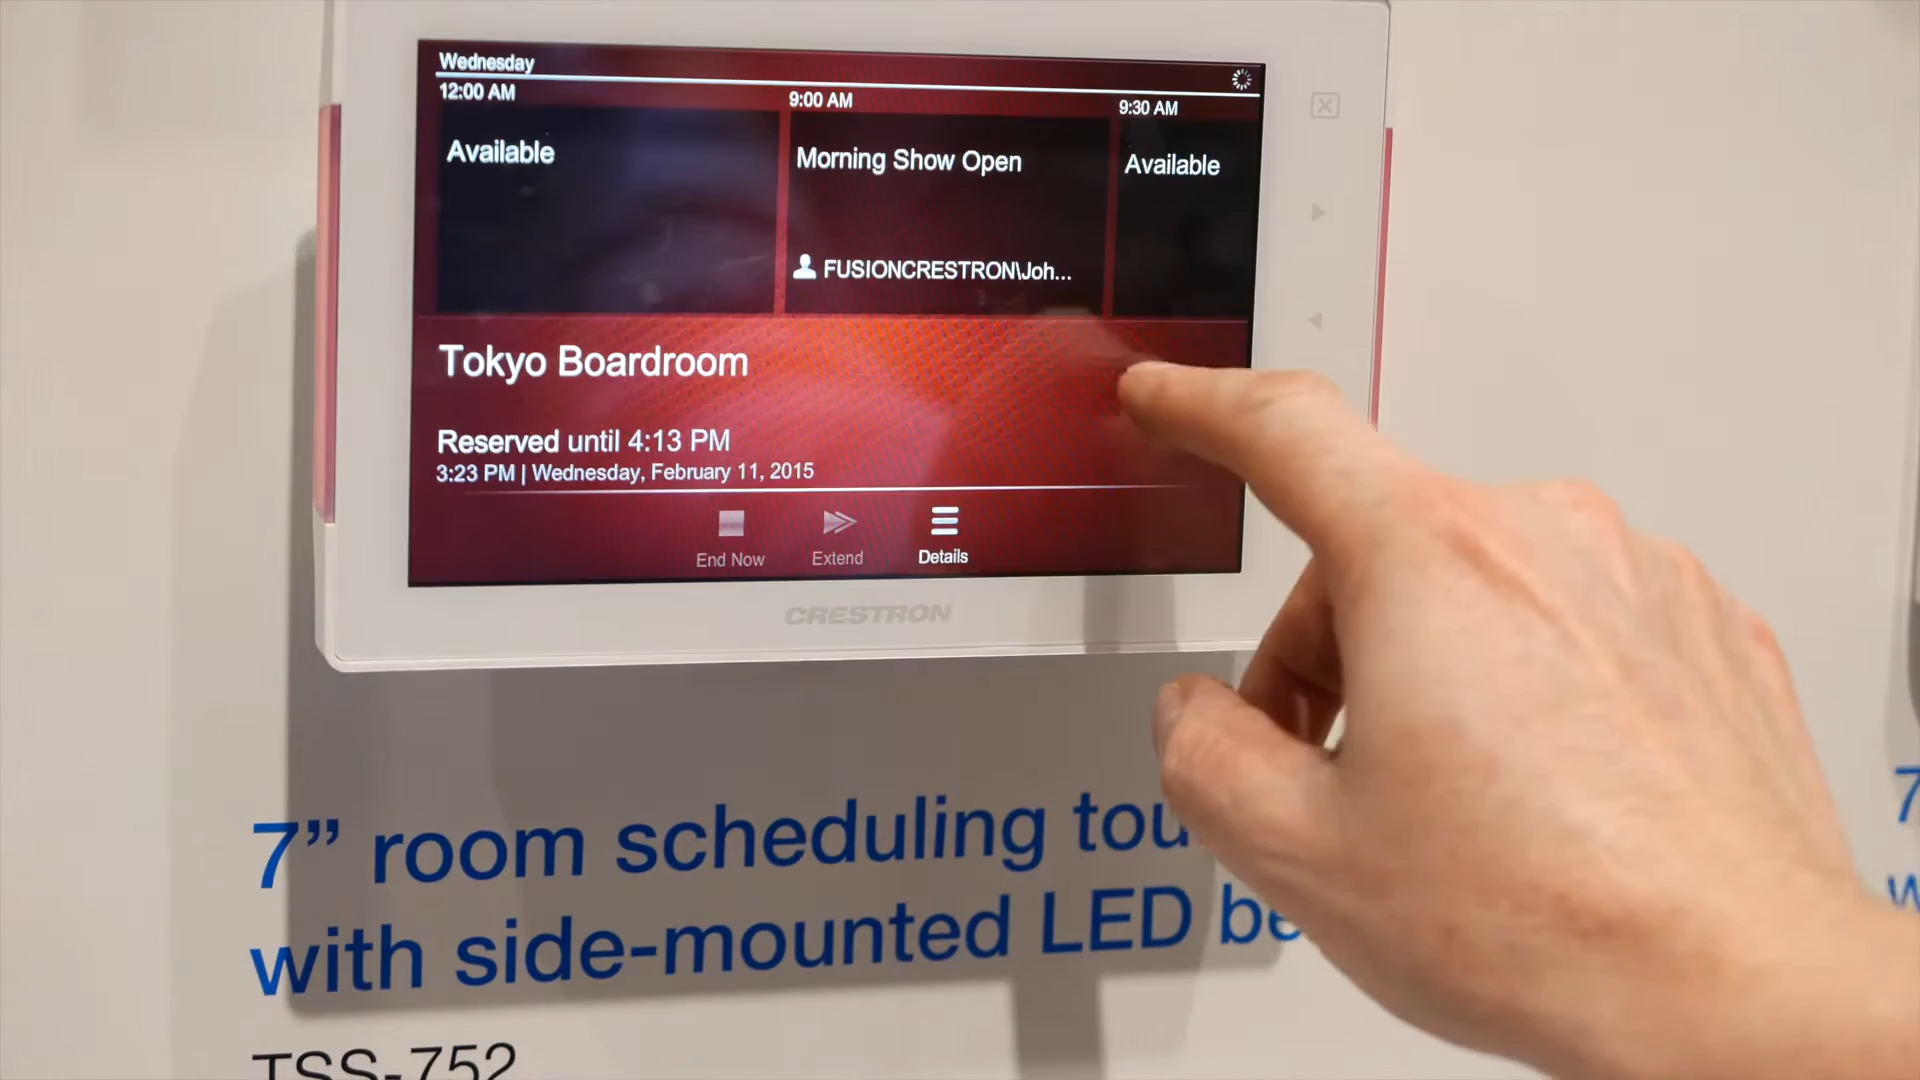 Wednesday
12:00 AM
9:00 AM
9:30 AM
Available
Morning Show Open
Available
FUSIONCRESTRON\Joh...
Tokyo Boardroom
Reserved until 4:13 PM
3:23 PM | Wednesday, February 11, 2015
End Now
Extend
Details
CRESTRON
7” room scheduling
with side-mounted LED
TSS-752
7